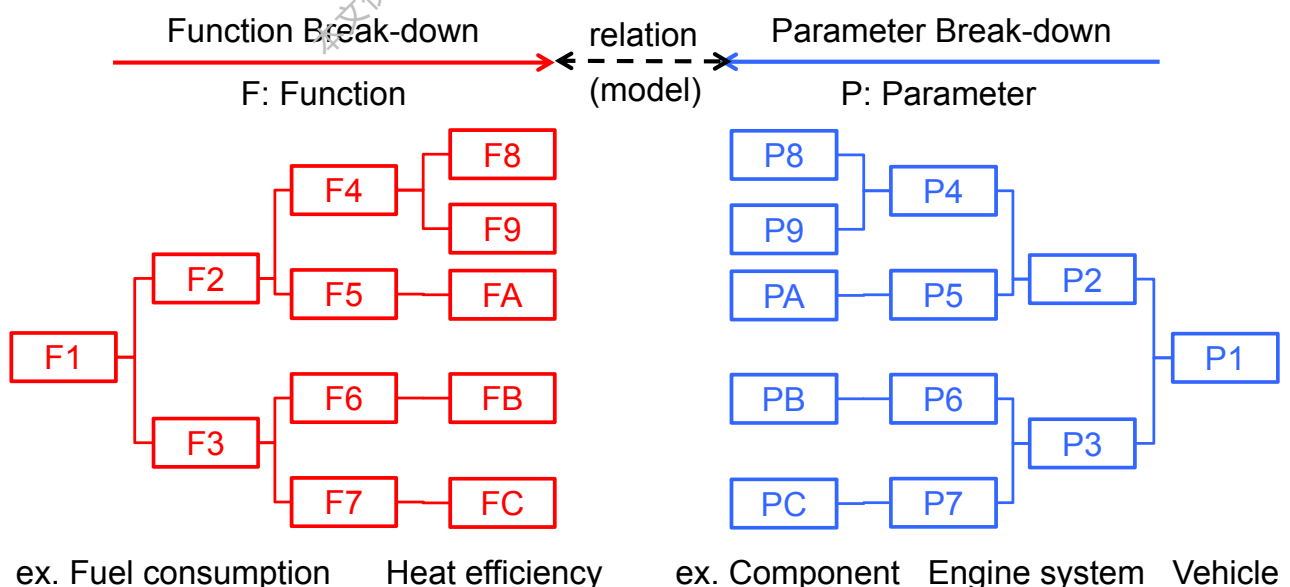 Function Break-down
relation
Parameter Break-down
F: Function
(model)
P: Parameter
F8
P8
F4
P4
F9
P9
F2
P2
F5
FA
PA
P5
F1
P1
F6
FB
PB
P6
F3
P3
F7
FC
PC
P7
ex. Fuel consumption
Heat efficiency
ex. Component
Engine system
Vehicle